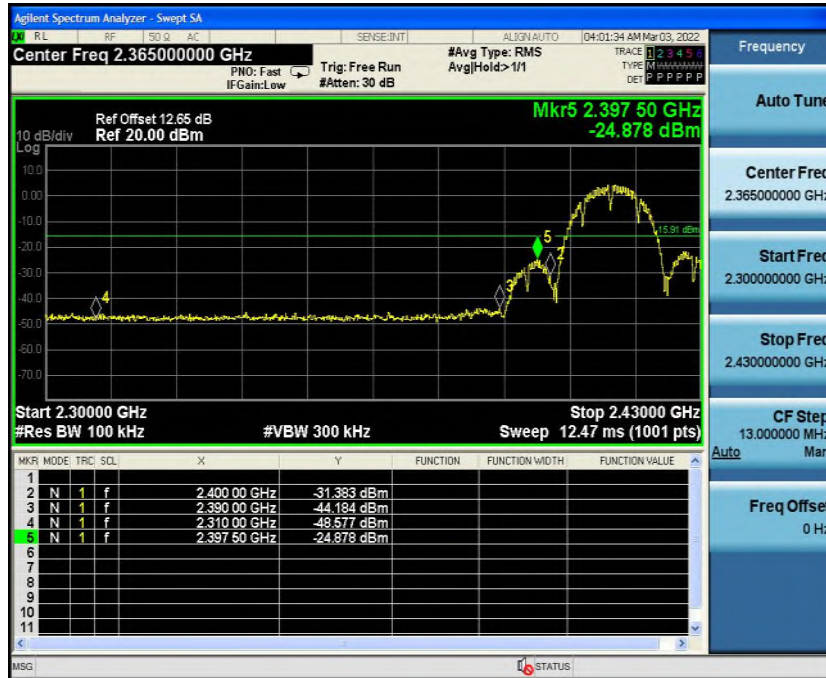 Agilent Spectrum Analyzer - Swept SA
RL RF 50 Ω AC SENSE:INT ALIGN AUTO 04:01:34 AM Mar 03, 2022
Center Freq 2.365000000 GHz
PNO: Fast
IFGain:Low
Trig: Free Run
#Atten: 30 dB
#Avg Type: RMS
Avg|Hold>1/1
TRACE 1 2 3 4 5 6
TYPE M
DET P P P P P P
Mkr5 2.397 50 GHz
-24.878 dBm
Ref Offset 12.65 dB
10 dB/div Ref 20.00 dBm
Log
10.0
0.00
-10.0
-20.0
-30.0
-40.0
-50.0
-60.0
-70.0
15.91 dBm
5
2
3
4
Start 2.30000 GHz Stop 2.43000 GHz
#Res BW 100 kHz #VBW 300 kHz Sweep 12.47 ms (1001 pts)
MKR MODE TRC SCL X Y FUNCTION FUNCTION WIDTH FUNCTION VALUE
1
2 N 1 f 2.400 00 GHz -31.383 dBm
3 N 1 f 2.390 00 GHz -44.184 dBm
4 N 1 f 2.310 00 GHz -48.577 dBm
5 N 1 f 2.397 50 GHz -24.878 dBm
6
7
8
9
10
11
MSG STATUS
Frequency
Auto Tune
Center Freq
2.365000000 GHz
Start Freq
2.300000000 GHz
Stop Freq
2.430000000 GHz
CF Step
13.000000 MHz
Auto Man
Freq Offset
0 Hz